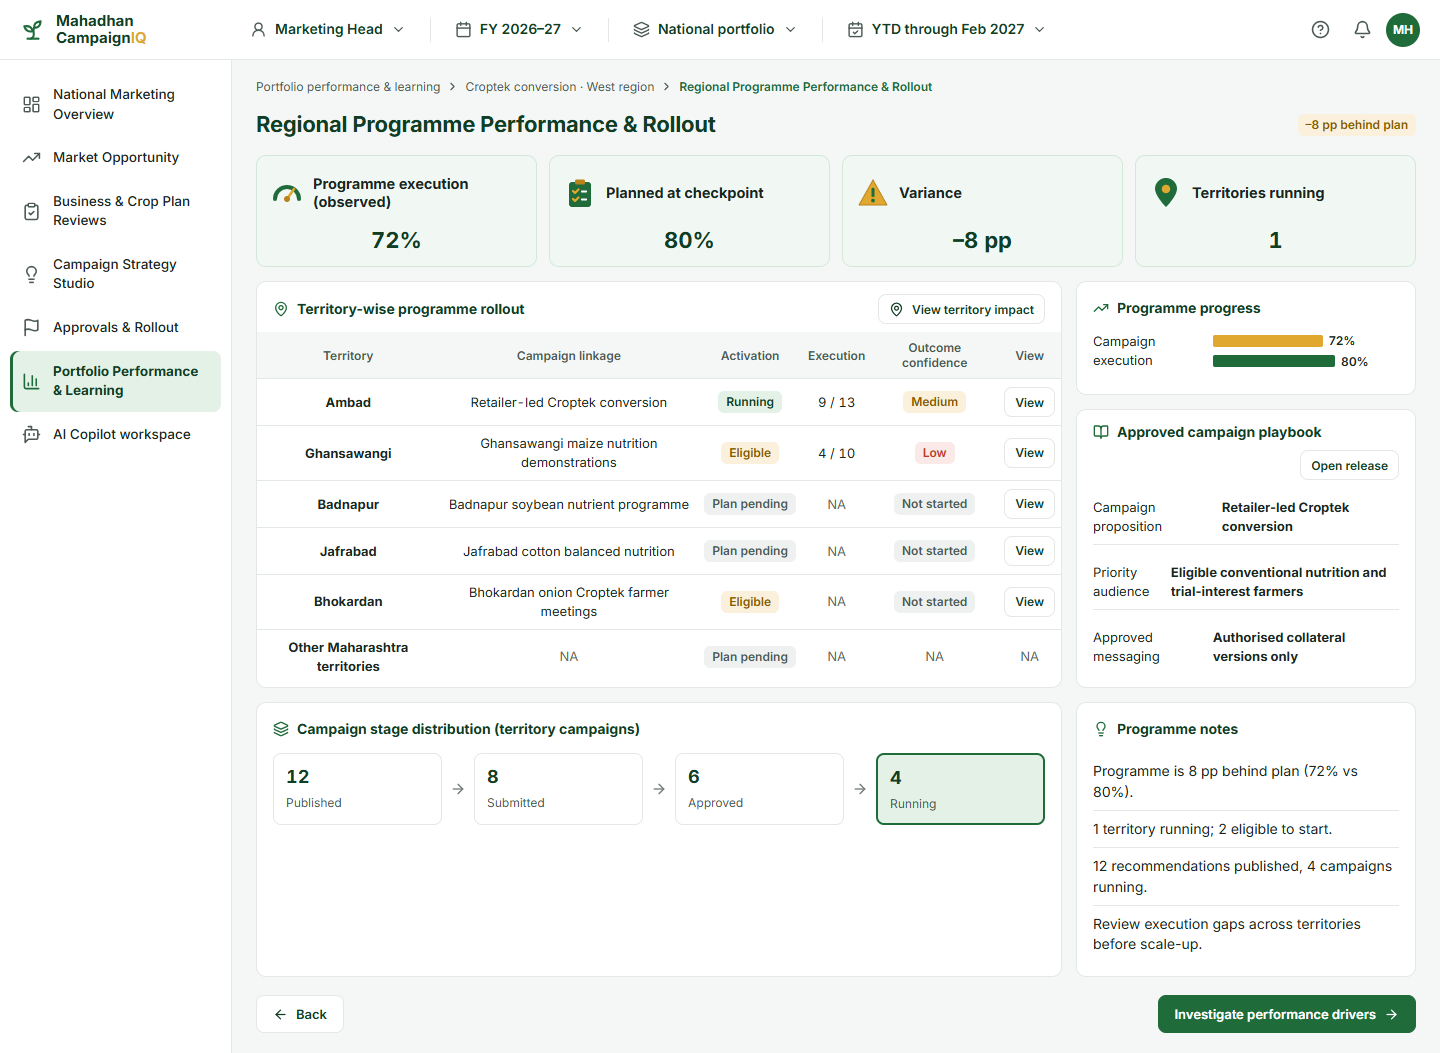 Mahadhan
CampaignIQ
Marketing Head
FY 2026–27
National portfolio
YTD through Feb 2027
MH
National Marketing
Overview
Market Opportunity
Business & Crop Plan
Reviews
Campaign Strategy
Studio
Approvals & Rollout
Portfolio Performance
& Learning
AI Copilot workspace
Portfolio performance & learning > Croptek conversion · West region > Regional Programme Performance & Rollout
Regional Programme Performance & Rollout
−8 pp behind plan
Programme execution
(observed)
72%
Planned at checkpoint
80%
Variance
−8 pp
Territories running
1
Territory-wise programme rollout
View territory impact
Territory Campaign linkage Activation Execution Outcome confidence View
Ambad Retailer-led Croptek conversion Running 9 / 13 Medium View
Ghansawangi Ghansawangi maize nutrition demonstrations Eligible 4 / 10 Low View
Badnapur Badnapur soybean nutrient programme Plan pending NA Not started View
Jafrabad Jafrabad cotton balanced nutrition Plan pending NA Not started View
Bhokardan Bhokardan onion Croptek farmer meetings Eligible NA Not started View
Other Maharashtra territories NA Plan pending NA NA NA
Programme progress
Campaign
execution
72%
80%
Approved campaign playbook
Open release
Campaign proposition
Retailer-led Croptek conversion
Priority audience
Eligible conventional nutrition and trial-interest farmers
Approved messaging
Authorised collateral versions only
Campaign stage distribution (territory campaigns)
12
Published
8
Submitted
6
Approved
4
Running
Programme notes
Programme is 8 pp behind plan (72% vs
80%).
1 territory running; 2 eligible to start.
12 recommendations published, 4 campaigns
running.
Review execution gaps across territories
before scale-up.
Back
Investigate performance drivers